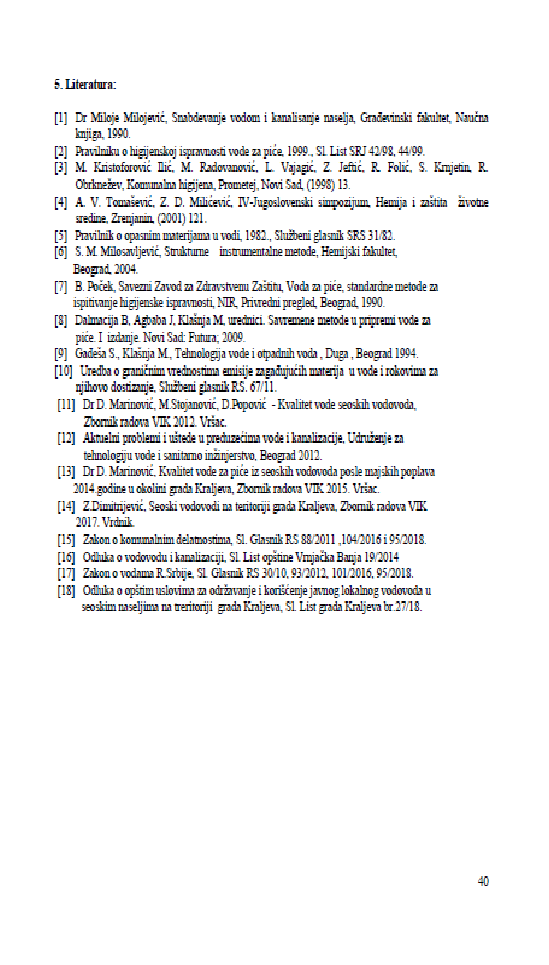 5. Literatura:
[1] Dr Miloje Milojević, Snabdevanje vodom i kanalisanje naselja, Građevinski fakultet, Naučna
knjiga, 1990.
[2] Pravilniku o higijenskoj ispravnosti vode za piće, 1999., Sl. List SRJ 42/98, 44/99.
[3] M. Kristoforović Ilić, M. Radovanović, L. Vajagić, Z. Jeftić, R. Folić, S. Krnjetin, R.
Obrknežev, Komunalna higijena, Prometej, Novi Sad, (1998) 13.
[4] A. V. Tomašević, Z. D. Milićević, IV-Jugoslovenski simpozijum, Hemija i zaštita životne
sredine, Zrenjanin, (2001) 121.
[5] Pravilnik o opasnim materijama u vodi, 1982., Službeni glasnik SRS 31/82.
[6] S. M. Milosavljević, Strukturne instrumentalne metode, Hemijski fakultet,
Beograd, 2004.
[7] B. Poček, Savezni Zavod za Zdravstvenu Zaštitu, Voda za piće, standardne metode za
ispitivanje higijenske ispravnosti, NIR, Privredni pregled, Beograd, 1990.
[8] Dalmacija B, Agbaba J, Klašnja M, urednici. Savremene metode u pripremi vode za
piće. I izdanje. Novi Sad: Futura; 2009.
[9] Gađeša S., Klašnja M., Tehnologija vode i otpadnih voda , Duga , Beograd 1994.
[10] Uredba o graničnim vrednostima emisije zagađujućih materija u vode i rokovima za
njihovo dostizanje, Službeni glasnik RS. 67/11.
[11] Dr D. Marinović, M.Stojanović, D.Popović - Kvalitet vode seoskih vodovoda,
Zbornik radova VIK 2012. Vršac.
[12] Aktuelni problemi i uštede u preduzećima vode i kanalizacije, Udruženje za
tehnologiju vode i sanitarno inžinjerstvo, Beograd 2012.
[13] Dr D. Marinović, Kvalitet vode za piće iz seoskih vodovoda posle majskih poplava
2014.godine u okolini grada Kraljeva, Zbornik radova VIK 2015. Vršac.
[14] Z.Dimitrijević, Seoski vodovodi na teritoriji grada Kraljeva, Zbornik radova VIK
2017. Vrdnik.
[15] Zakon o komunalnim delatnostima, Sl. Glasnik RS 88/2011 ,104/2016 i 95/2018.
[16] Odluka o vodovodu i kanalizaciji, Sl. List opštine Vrnjačka Banja 19/2014
[17] Zakon o vodama R.Srbije, Sl. Glasnik RS 30/10, 93/2012, 101/2016, 95/2018.
[18] Odluka o opštim uslovima za održavanje i korišćenje javnog lokalnog vodovoda u
seoskim naseljima na treritoriji grada Kraljeva, Sl. List grada Kraljeva br.27/18.
40